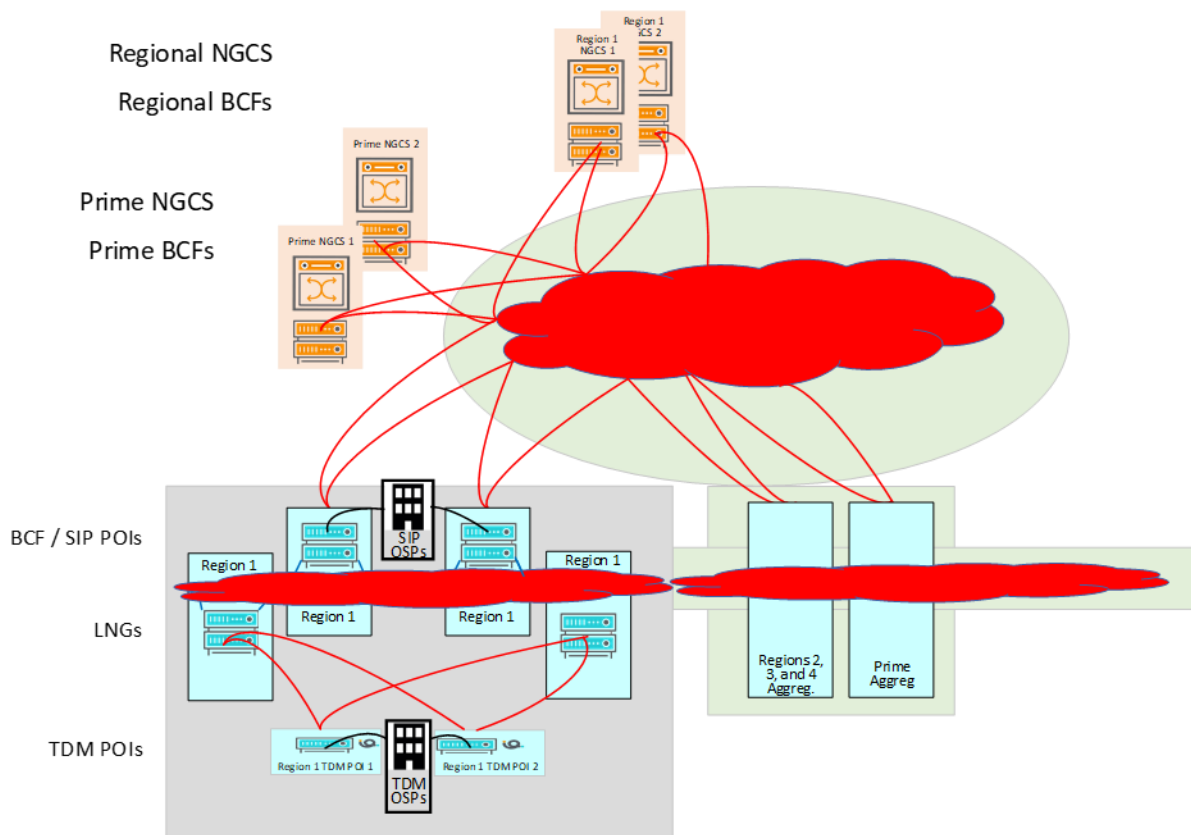 Region 1
NGCS 2
Region 1
NGCS 1
Regional NGCS
Regional BCFs
Prime NGCS 2
Prime NGCS
Prime BCFs
Prime NGCS 1
BCF / SIP POIs
SIP
OSPs
Region 1
Region 1
Region 1
Region 1
LNGs
Regions 2,
3, and 4
Aggreg.
Prime
Aggreg
TDM POIs
Region 1 TDM POI 1
Region 1 TDM POI 2
TDM
OSPs